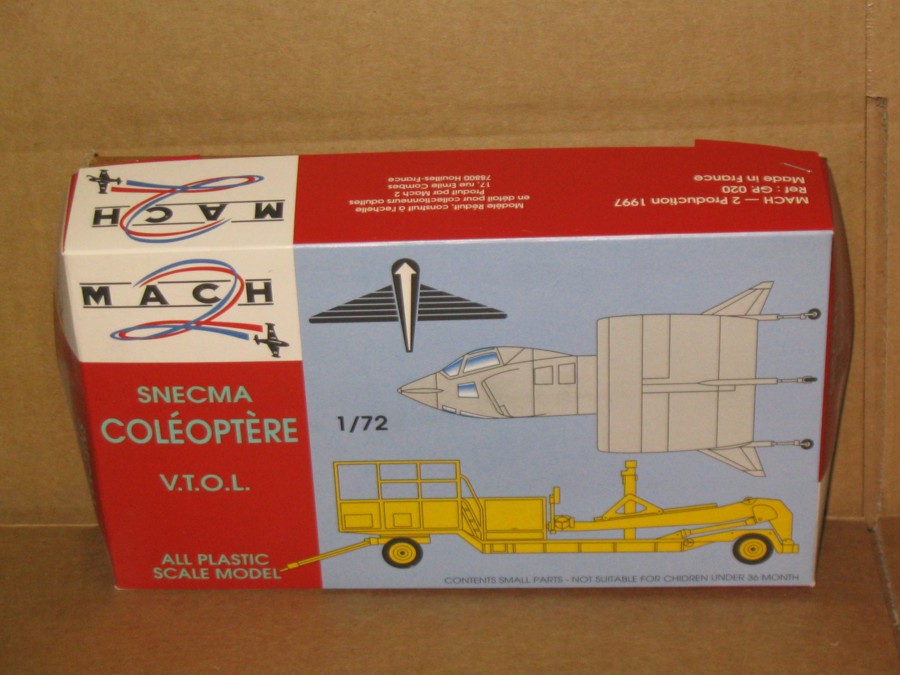 Modèle Réduit, construit à l'echelle
en détail pour collectionneurs adultes
Produit par Mach 2
17, rue Emile Combes
78800 Houilles-France
MACH — 2 Production 1997
Ref : GP. 020
Made in France
MACH 2
MACH 2
SNECMA
COLÉOPTÈRE
V.T.O.L.
ALL PLASTIC
SCALE MODEL
1/72
CONTENTS SMALL PARTS - NOT SUITABLE FOR CHIDREN UNDER 36 MONTH